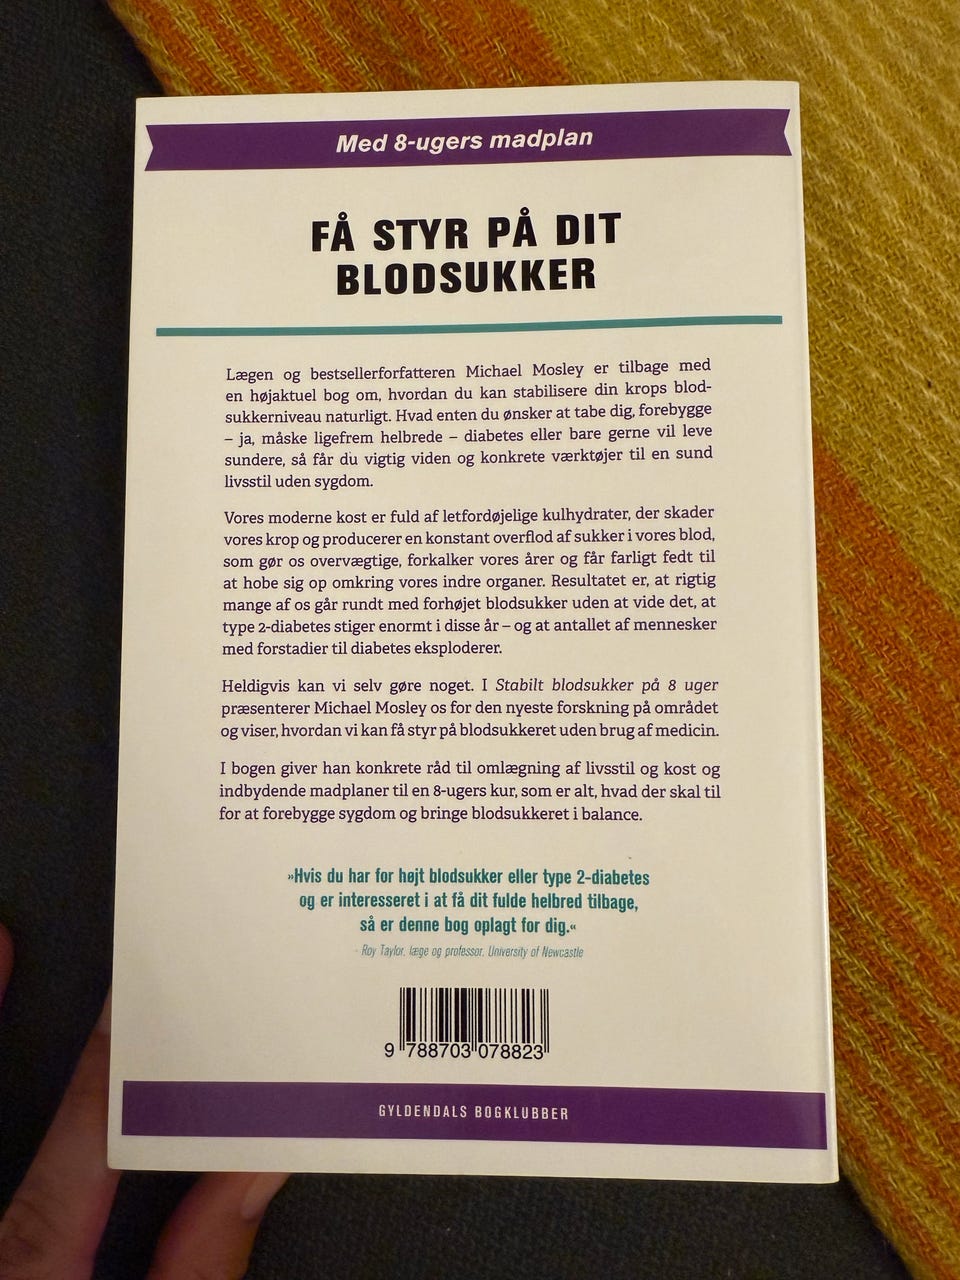 Med 8-ugers madplan
FÅ STYR PÅ DIT
BLODSUKKER
Lægen og bestsellerforfatteren Michael Mosley er tilbage med
en højaktuel bog om, hvordan du kan stabilisere din krops blod-
sukkerniveau naturligt. Hvad enten du ønsker at tabe dig, forebygge
– ja, måske ligefrem helbrede – diabetes eller bare gerne vil leve
sundere, så får du vigtig viden og konkrete værktøjer til en sund
livsstil uden sygdom.
Vores moderne kost er fuld af letfordøjelige kulhydrater, der skader
vores krop og producerer en konstant overflod af sukker i vores blod,
som gør os overvægtige, forkalker vores årer og får farligt fedt til
at hobe sig op omkring vores indre organer. Resultatet er, at rigtig
mange af os går rundt med forhøjet blodsukker uden at vide det, at
type 2-diabetes stiger enormt i disse år – og at antallet af mennesker
med forstadier til diabetes eksploderer.
Heldigvis kan vi selv gøre noget. I Stabilt blodsukker på 8 uger
præsenterer Michael Mosley os for den nyeste forskning på området
og viser, hvordan vi kan få styr på blodsukkeret uden brug af medicin.
I bogen giver han konkrete råd til omlægning af livsstil og kost og
indbydende madplaner til en 8-ugers kur, som er alt, hvad der skal til
for at forebygge sygdom og bringe blodsukkeret i balance.
»Hvis du har for højt blodsukker eller type 2-diabetes
og er interesseret i at få dit fulde helbred tilbage,
så er denne bog oplagt for dig.«
- Roy Taylor, læge og professor, University of Newcastle
9 788703 078823
GYLDENDALS BOGKLUBBER